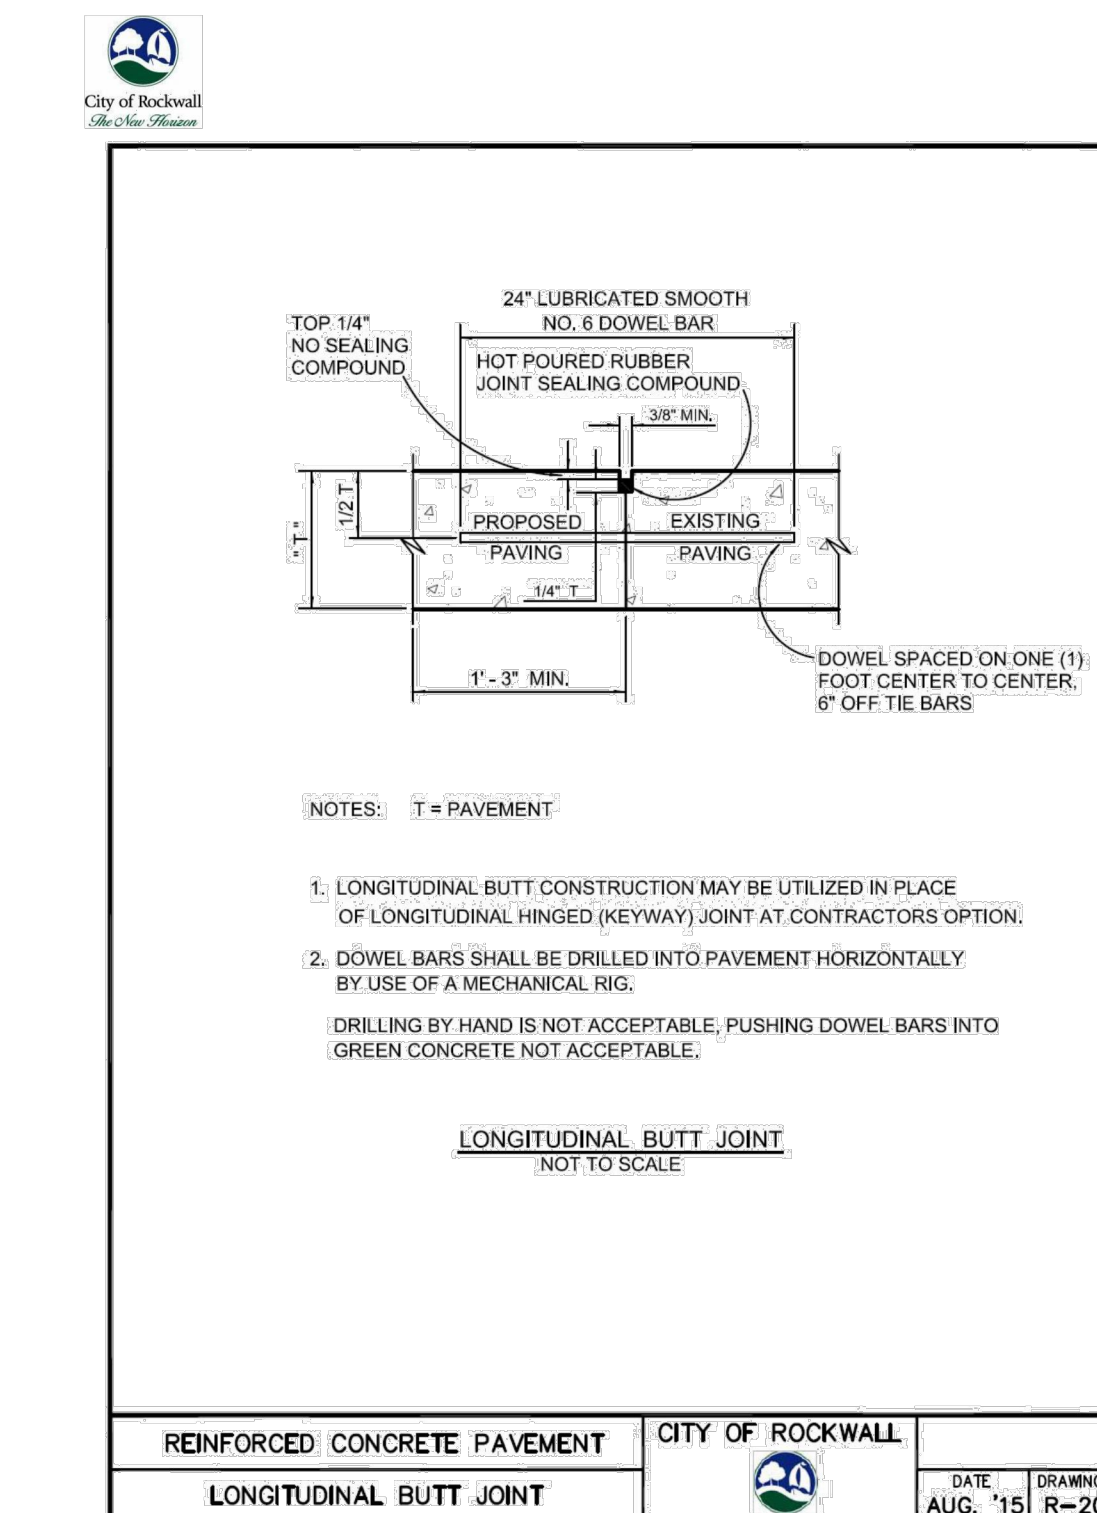 City of Rockwall
The New Horizon
24" LUBRICATED SMOOTH
NO. 6 DOWEL BAR
TOP 1/4"
NO SEALING
COMPOUND
HOT POURED RUBBER
JOINT SEALING COMPOUND
3/8" MIN.
"T"
1/2 T
PROPOSED
PAVING
EXISTING
PAVING
1/4" T
1' - 3" MIN.
DOWEL SPACED ON ONE (1)
FOOT CENTER TO CENTER,
6" OFF TIE BARS
NOTES: T = PAVEMENT
1. LONGITUDINAL BUTT CONSTRUCTION MAY BE UTILIZED IN PLACE
OF LONGITUDINAL HINGED (KEYWAY) JOINT AT CONTRACTORS OPTION.
2. DOWEL BARS SHALL BE DRILLED INTO PAVEMENT HORIZONTALLY
BY USE OF A MECHANICAL RIG.
DRILLING BY HAND IS NOT ACCEPTABLE, PUSHING DOWEL BARS INTO
GREEN CONCRETE NOT ACCEPTABLE.
LONGITUDINAL BUTT JOINT
NOT TO SCALE
REINFORCED CONCRETE PAVEMENT
LONGITUDINAL BUTT JOINT
CITY OF ROCKWALL
DATE
AUG. '15